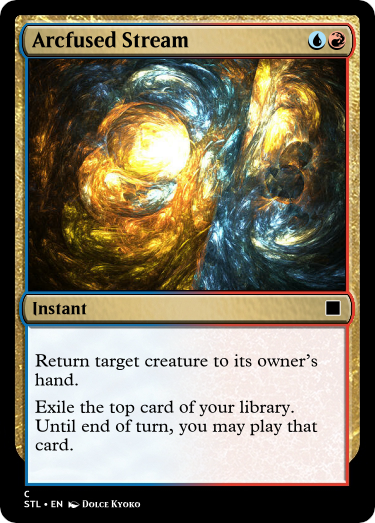 Arcfused Stream
Instant
Return target creature to its owner's
hand.
Exile the top card of your library.
Until end of turn, you may play that
card.
C
STL • EN Dolce Kyoko